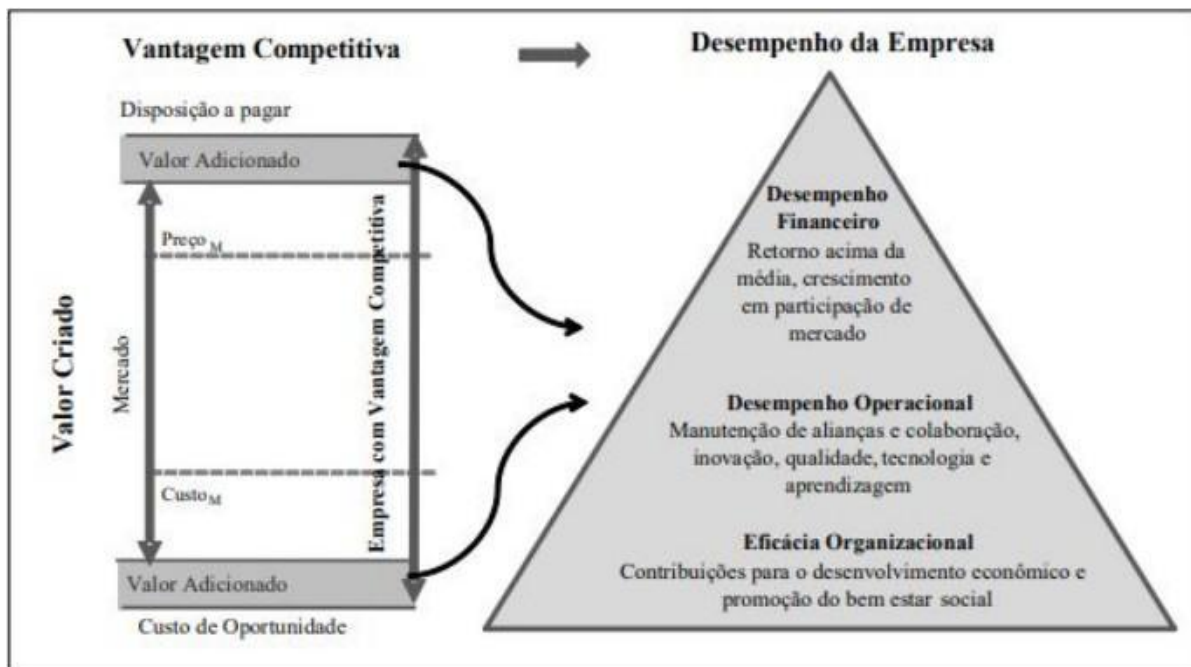 Vantagem Competitiva
Disposição a pagar
Valor Adicionado
Preço M
Valor Criado
Mercado
Empresa com Vantagem Competitiva
Custo M
Valor Adicionado
Custo de Oportunidade
Desempenho da Empresa
Desempenho
Financeiro
Retorno acima da
média, crescimento
em participação de
mercado
Desempenho Operacional
Manutenção de alianças e colaboração,
inovação, qualidade, tecnologia e
aprendizagem
Eficácia Organizacional
Contribuições para o desenvolvimento econômico e
promoção do bem estar social